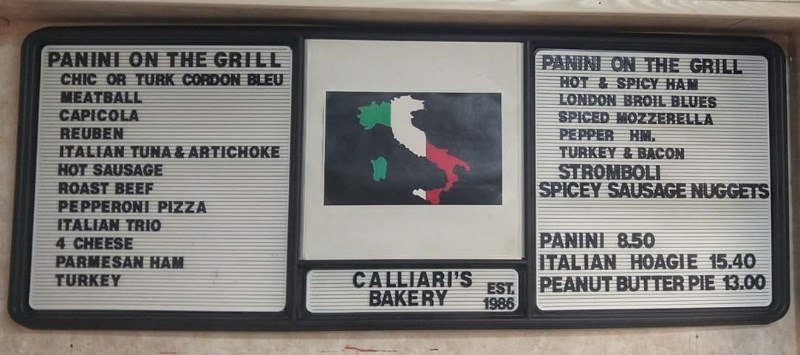 PANINI ON THE GRILL
CHIC OR TURK CORDON BLEU
MEATBALL
CAPICOLA
REUBEN
ITALIAN TUNA & ARTICHOKE
HOT SAUSAGE
ROAST BEEF
PEPPERONI PIZZA
ITALIAN TRIO
4 CHEESE
PARMESAN HAM
TURKEY
CALLIARI'S
BAKERY
EST.
1986
PANINI ON THE GRILL
HOT & SPICY HAM
LONDON BROIL BLUES
SPICED MOZZERELLA
PEPPER HM.
TURKEY & BACON
STROMBOLI
SPICEY SAUSAGE NUGGETS
PANINI 8.50
ITALIAN HOAGIE 15.40
PEANUT BUTTER PIE 13.00